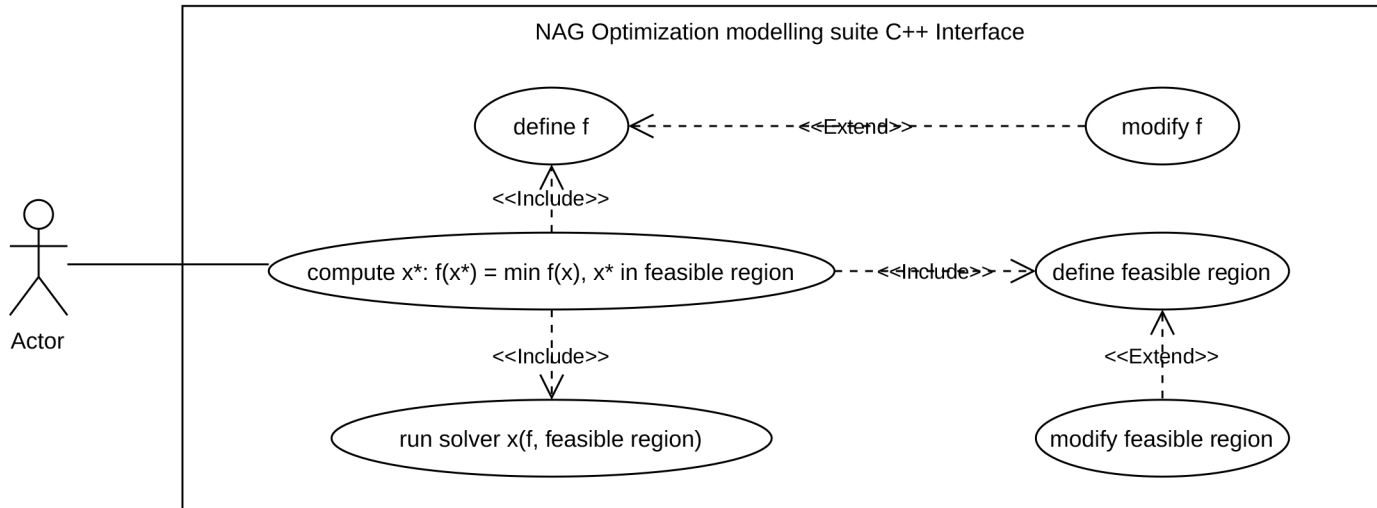 NAG Optimization modelling suite C++ Interface
define f
<<Extend>>
modify f
<<Include>>
compute x*: f(x*) = min f(x), x* in feasible region
<<Include>>
define feasible region
Actor
<<Include>>
<<Extend>>
run solver x(f, feasible region)
modify feasible region